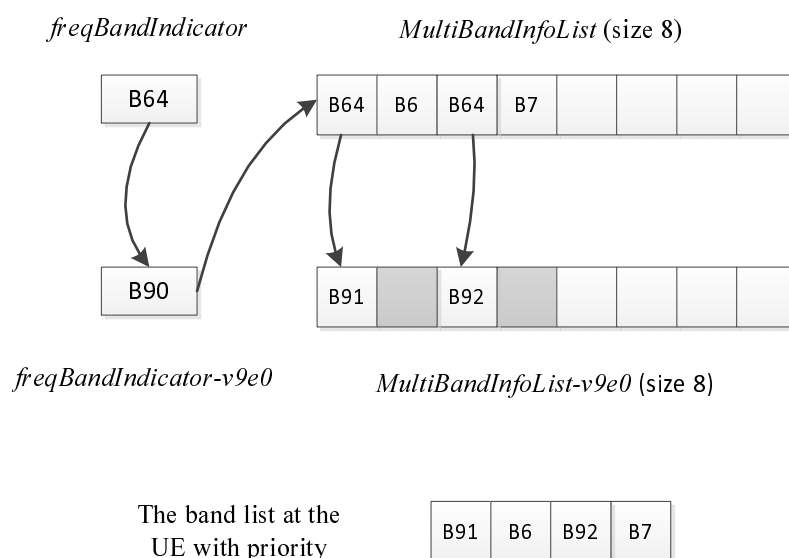 freqBandIndicator
MultiBandInfoList (size 8)
B64
B64 B6 B64 B7
B90
B91 B92
freqBandIndicator-v9e0
MultiBandInfoList-v9e0 (size 8)
The band list at the
UE with priority
B91 B6 B92 B7